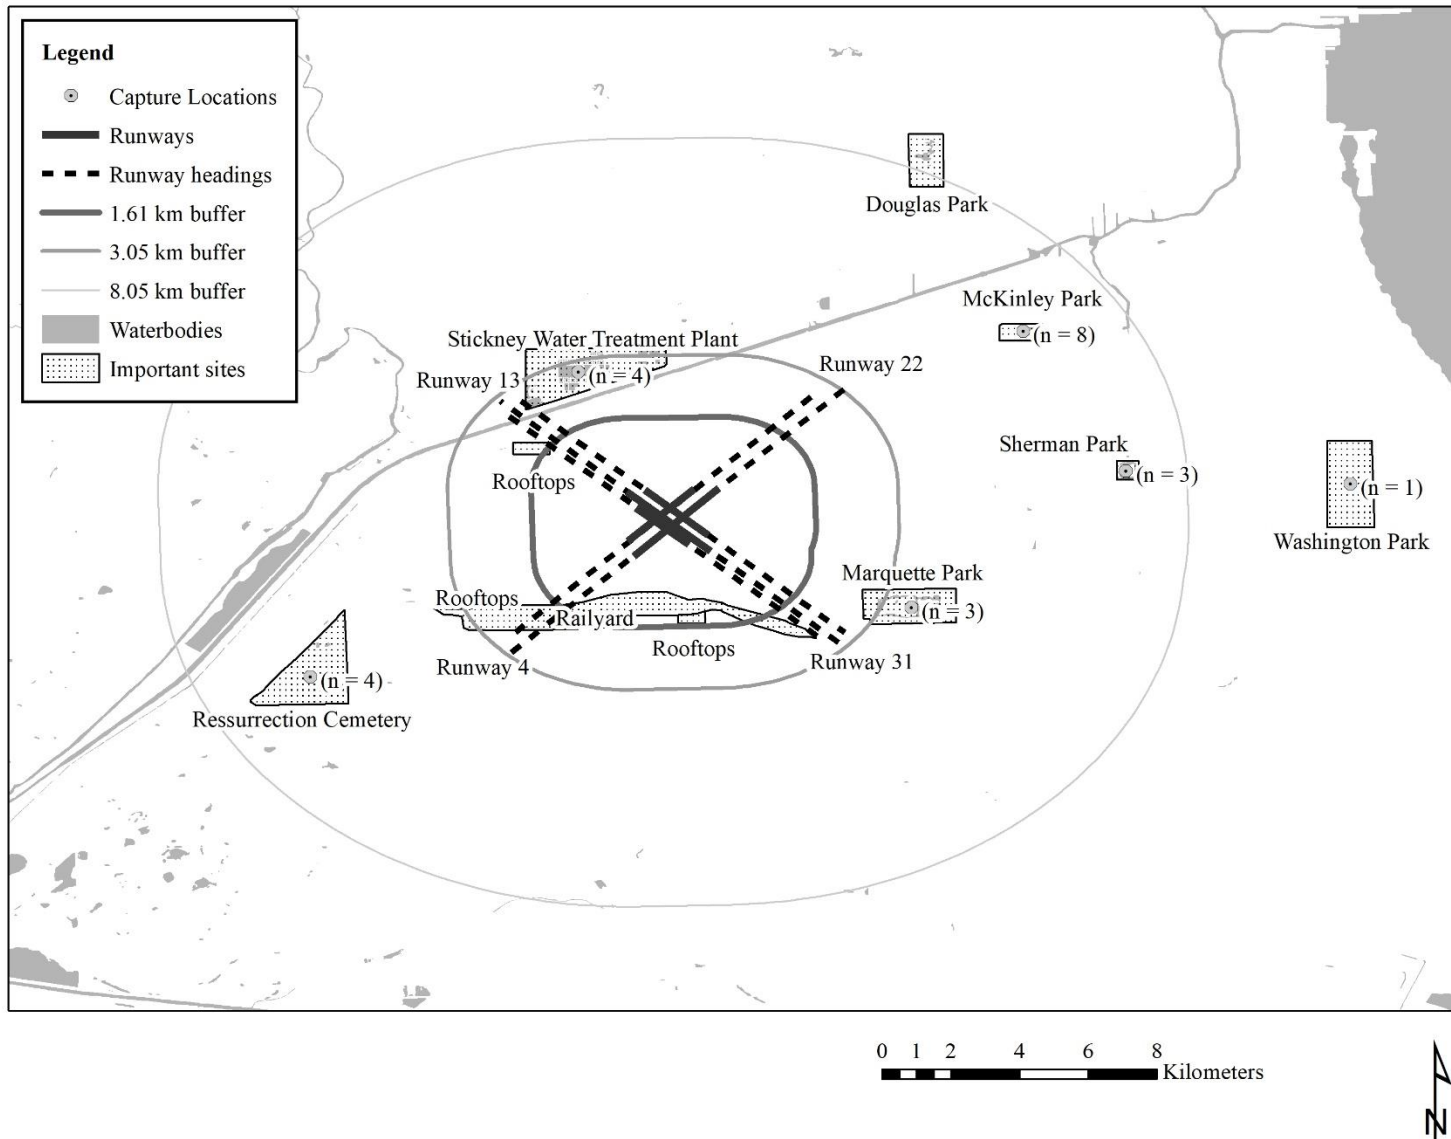 Legend
Capture Locations
Runways
Runway headings
1.61 km buffer
3.05 km buffer
8.05 km buffer
Waterbodies
Important sites
Douglas Park
McKinley Park
(n = 8)
Stickney Water Treatment Plant
(n = 4)
Runway 13
Runway 22
Sherman Park
(n = 3)
Rooftops
(n = 1)
Washington Park
Marquette Park
(n = 3)
Rooftops
Railyard
Rooftops
Runway 4
Runway 31
(n = 4)
Ressurrection Cemetery
0 1 2 4 6 8
Kilometers
N